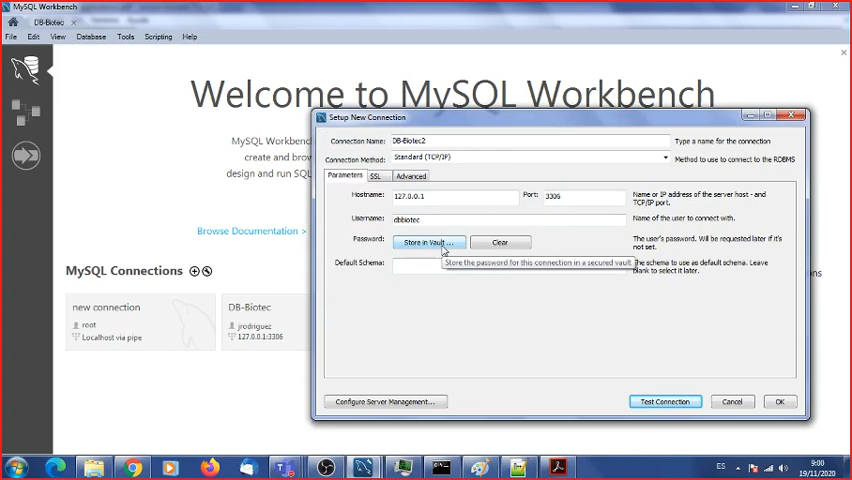 MySQL Workbench
DB-Biotec
File Edit View Database Tools Scripting Help
Welcome to MySQL Workbench
MySQL Workbench
create and brow
design and run SQL
Browse Documentation >
MySQL Connections
new connection
root
Localhost via pipe
DB-Biotec
jrodriguez
127.0.0.1:3306
Setup New Connection
Connection Name: DB-Biotec2 Type a name for the connection
Connection Method: Standard (TCP/IP) Method to use to connect to the RDBMS
Parameters SSL Advanced
Hostname: 127.0.0.1 Port: 3306 Name or IP address of the server host - and
TCP/IP port.
Username: dbbiotec Name of the user to connect with.
Password: Store in Vault ... Clear The user's password. Will be requested later if it's
not set.
Store the password for this connection in a secured vault
Default Schema: The schema to use as default schema. Leave
blank to select it later.
Configure Server Management... Test Connection Cancel OK
ES
9:00
19/11/2020